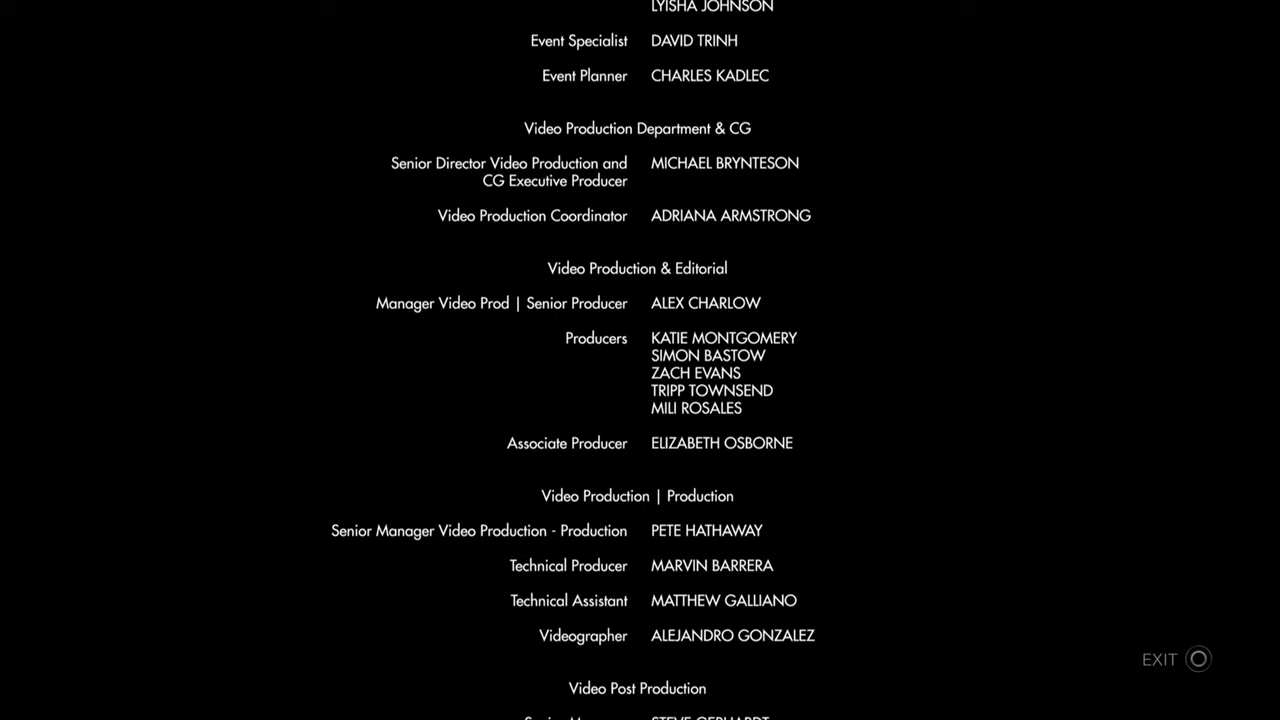 LYISHA JOHNSON
Event Specialist DAVID TRINH
Event Planner CHARLES KADLEC
Video Production Department & CG
Senior Director Video Production and MICHAEL BRYNTESON
CG Executive Producer
Video Production Coordinator ADRIANA ARMSTRONG
Video Production & Editorial
Manager Video Prod | Senior Producer ALEX CHARLOW
Producers KATIE MONTGOMERY
SIMON BASTOW
ZACH EVANS
TRIPP TOWNSEND
MILI ROSALES
Associate Producer ELIZABETH OSBORNE
Video Production | Production
Senior Manager Video Production - Production PETE HATHAWAY
Technical Producer MARVIN BARRERA
Technical Assistant MATTHEW GALLIANO
Videographer ALEJANDRO GONZALEZ
EXIT
Video Post Production